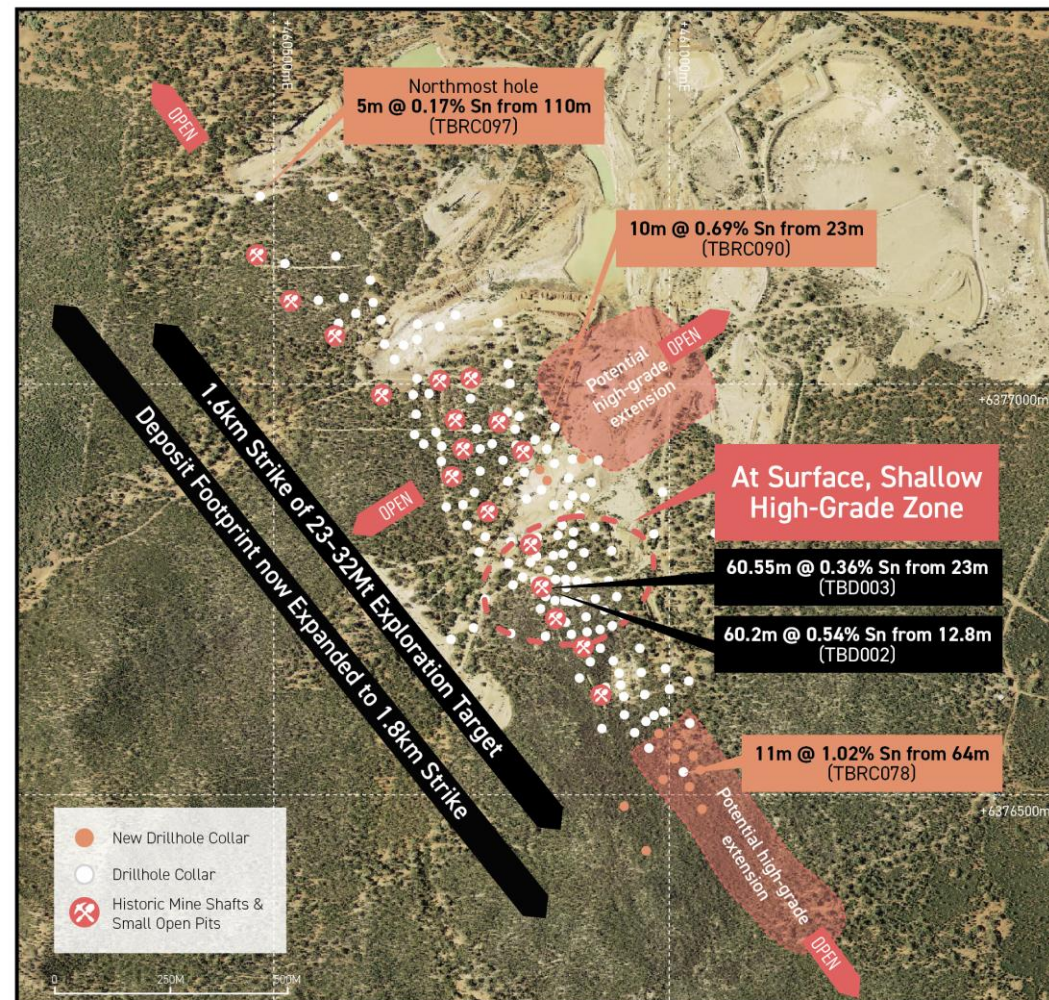 +660500mE
+661000mE
OPEN
Northmost hole
5m @ 0.17% Sn from 110m
(TBRC097)
10m @ 0.69% Sn from 23m
(TBRC090)
OPEN
Potential
high-grade
extension
+6377000m
1.6km Strike of 23–32Mt Exploration Target
Deposit Footprint now Expanded to 1.8km Strike
OPEN
At Surface, Shallow
High-Grade Zone
60.55m @ 0.36% Sn from 23m
(TBD003)
60.2m @ 0.54% Sn from 12.8m
(TBD002)
11m @ 1.02% Sn from 64m
(TBRC078)
+6376500m
Potential high-grade
extension
OPEN
New Drillhole Collar
Drillhole Collar
Historic Mine Shafts &
Small Open Pits
0 250M 500M